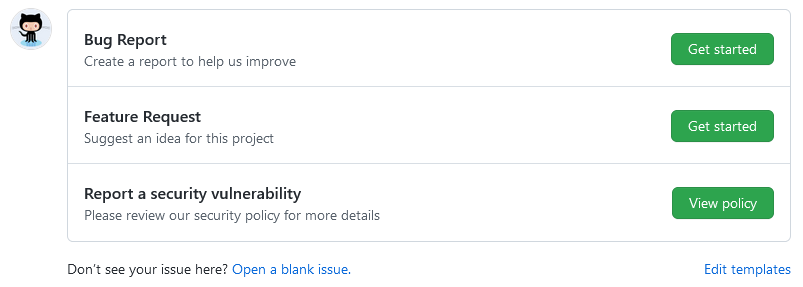 Bug Report
Create a report to help us improve
Get started
Feature Request
Suggest an idea for this project
Get started
Report a security vulnerability
Please review our security policy for more details
View policy
Don’t see your issue here? Open a blank issue.
Edit templates